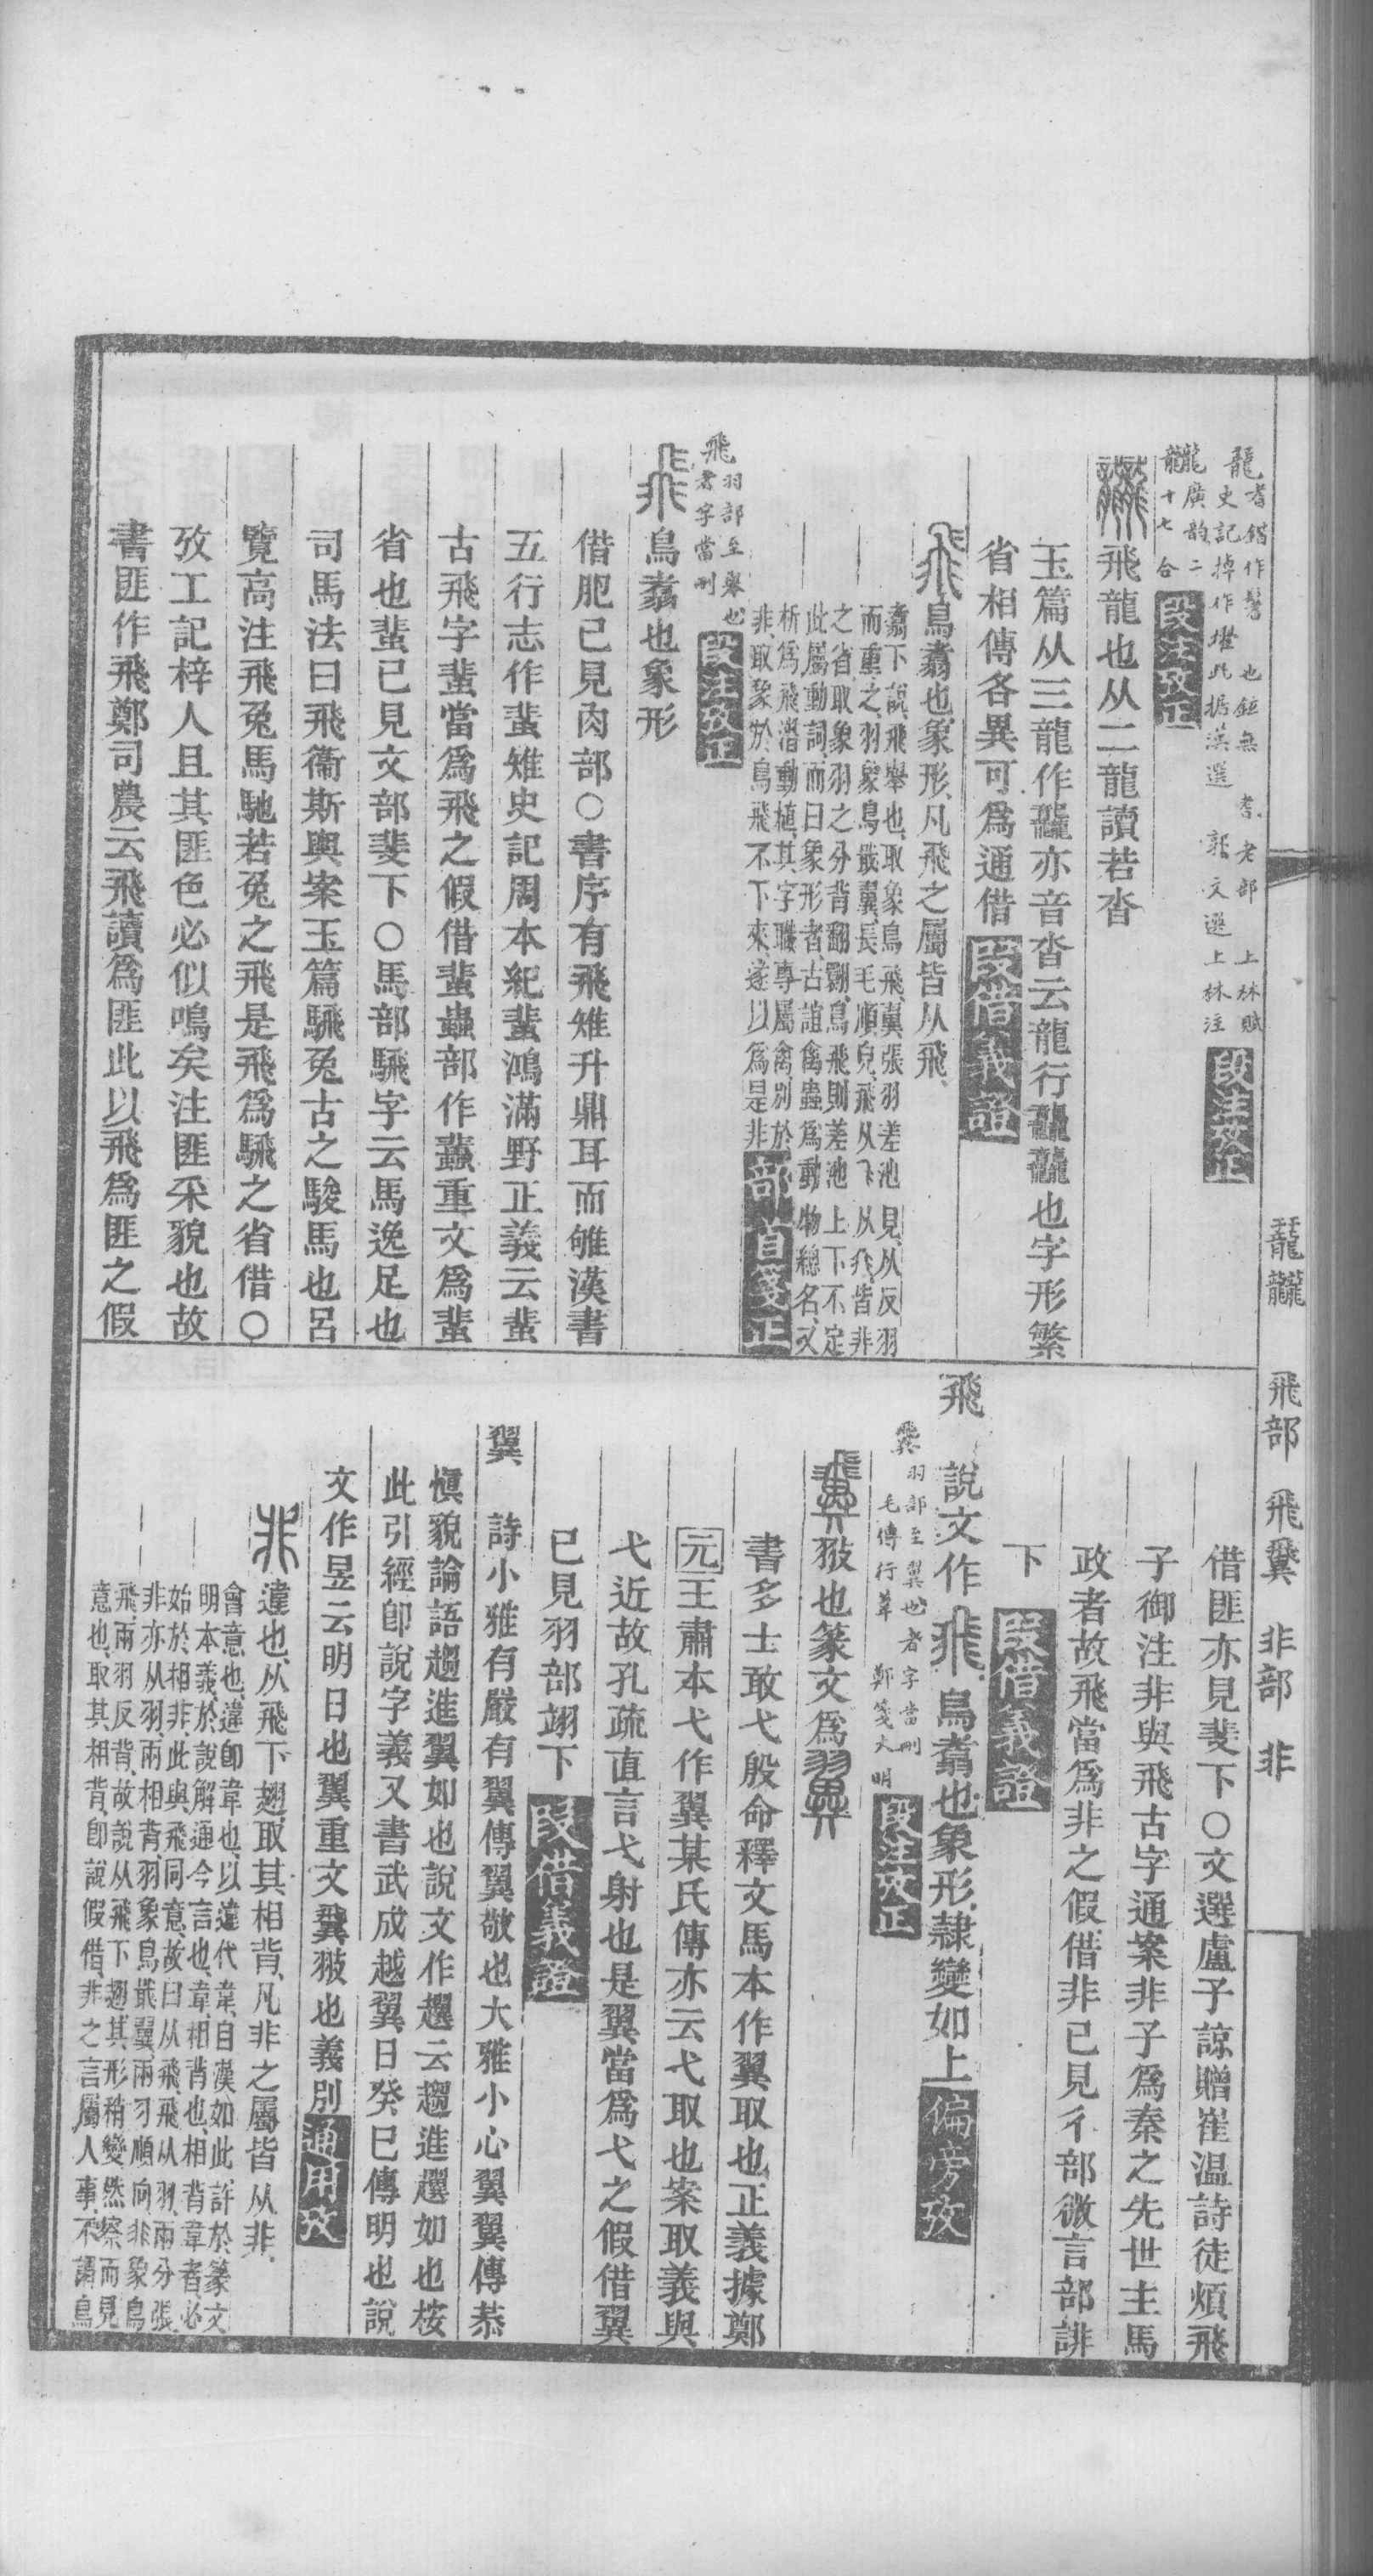 龍 耆鍇作鬐也鉅無 耆老部 上林賦
史記掉作㩴此據漢選 郭文選上林注 段注攷正
龖 廣韵二
十七合 段注攷正
飛龍也从二龍讀若沓
玉篇从三龍作龘亦音沓云龍行龘龘也字形繁
省相傳各異可爲通借 段借義證
鳥翥也象形凡飛之屬皆从飛
翥下說飛舉也取象鳥飛冀張羽差池見从反羽
而重之羽象鳥㲋翼長毛順皃飛从飞从㐺皆非
之省取象羽之分背翻翾鳥飛則差池上下不定
此屬動詞而曰象形者古誼禽蟲爲動物總名又
析爲飛潛動植其字職專屬禽別於
非取象於鳥飛不下來遂以爲是非 部首箋正
飛 羽部至舉也
者字當刪 段注攷正
鳥翥也象形
借肥已見肉部○書序有飛雉升鼎耳而雊漢書
五行志作蜚雉史記周本紀蜚鴻滿野正義云蜚
古飛字蜚當爲飛之假借蜚蟲部作蠹重文爲蜚
省也蜚已見文部斐下○馬部騛字云馬逸足也
司馬法曰飛衞斯輿案玉篇騛兔古之駿馬也呂
覽高注飛兔馬馳若兔之飛是飛爲騛之省借○
攷工記梓人且其匪色必似鳴矣注匪采貌也故
書匪作飛鄭司農云飛讀爲匪此以飛爲匪之假
龖龘 飛部 飛飜 非部 非
借匪亦見斐下○文選盧子諒贈崔温詩徒煩飛
子御注非與飛古字通案非子爲秦之先世主馬
政者故飛當爲非之假借非已見彳部微言部誹
下 段借義證
飛 說文作 鳥翥也象形隸變如上 偏旁攷
羽部至翼也者字當刪
毛傳行葦 鄭箋文 明 段注攷正
翄也篆文爲
書多士敢弋殷命釋文馬本作翼取也正義據鄭
元王肅本弋作翼某氏傳亦云弋取也案取義與
弋近故孔疏直言弋射也是翼當爲弋之假借翼
已見羽部翊下 段借義證
翼 詩小雅有嚴有翼傳翼敬也大雅小心翼翼傳恭
愼貌論語趨進翼如也說文作趩云趨進趩如也桉
此引經卽說字義又書武成越翼日癸巳傳明也說
文作昱云明日也翼重文䨾翄也義別 通用攷
違也从飛下翅取其相背凡非之屬皆从非
會意也違卽韋也以違代韋自漢如此許於篆文
明本義於說解通今言也韋相背也相背韋者必
始於相非此與飛同意故曰从飛飛从羽兩分張
非亦从羽兩相背羽象鳥㲋翼兩习順向非象鳥
飛兩羽反背故說从飛下翅其形稍變然察而見
意也取其相背卽說假借非之言屬人事不謂鳥